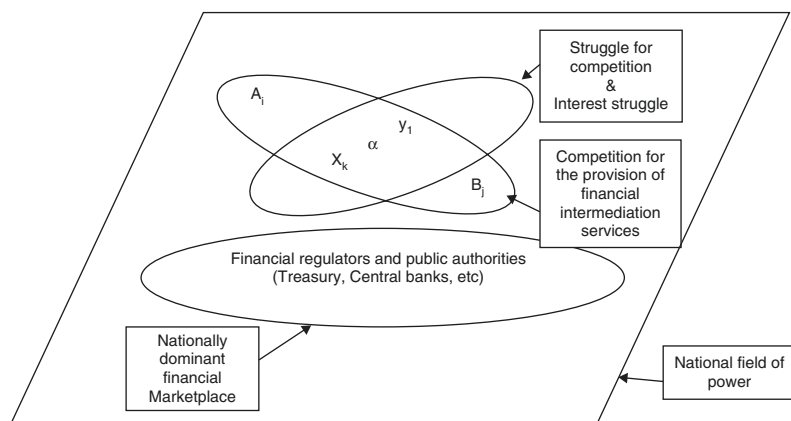 Struggle for
competition
&
Interest struggle
A_i
y_1
α
X_k
B_j
Competition for
the provision of
financial
intermediation
services
Financial regulators and public authorities
(Treasury, Central banks, etc)
Nationally
dominant
financial
Marketplace
National field of
power